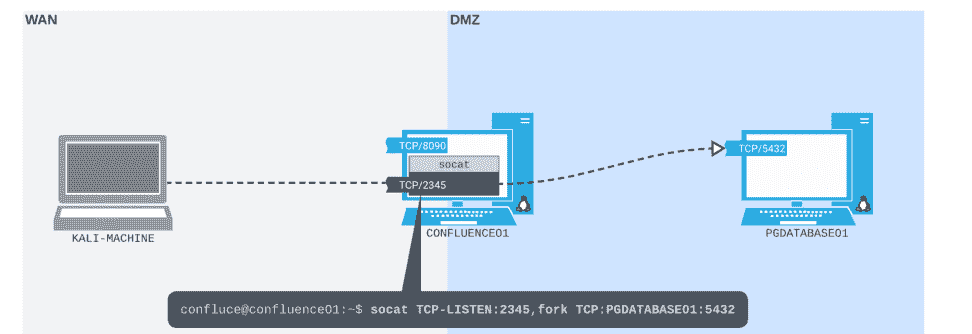 WAN
DMZ
TCP/8090
socat
TCP/2345
TCP/5432
KALI-MACHINE
CONFLUENCE01
PGDATABASE01
confluce@confluence01:~$ socat TCP-LISTEN:2345,fork TCP:PGDATABASE01:5432